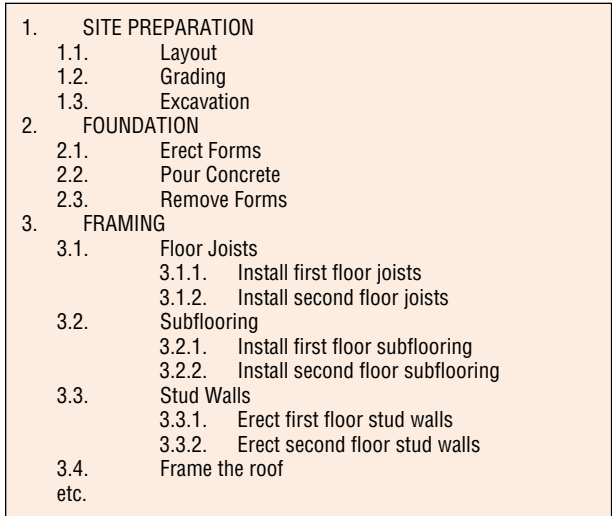 1. SITE PREPARATION
1.1. Layout
1.2. Grading
1.3. Excavation
2. FOUNDATION
2.1. Erect Forms
2.2. Pour Concrete
2.3. Remove Forms
3. FRAMING
3.1. Floor Joists
3.1.1. Install first floor joists
3.1.2. Install second floor joists
3.2. Subflooring
3.2.1. Install first floor subflooring
3.2.2. Install second floor subflooring
3.3. Stud Walls
3.3.1. Erect first floor stud walls
3.3.2. Erect second floor stud walls
3.4. Frame the roof
etc.